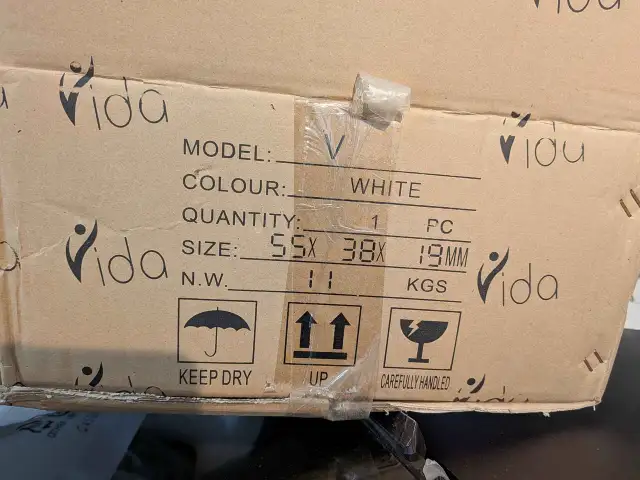 Vida
Vida
MODEL: V
COLOUR: WHITE
QUANTITY: 1 PC
SIZE: 55X 38X 19MM
N.W. 11 KGS
Vida
Vida
KEEP DRY
UP
CAREFULLY HANDLED